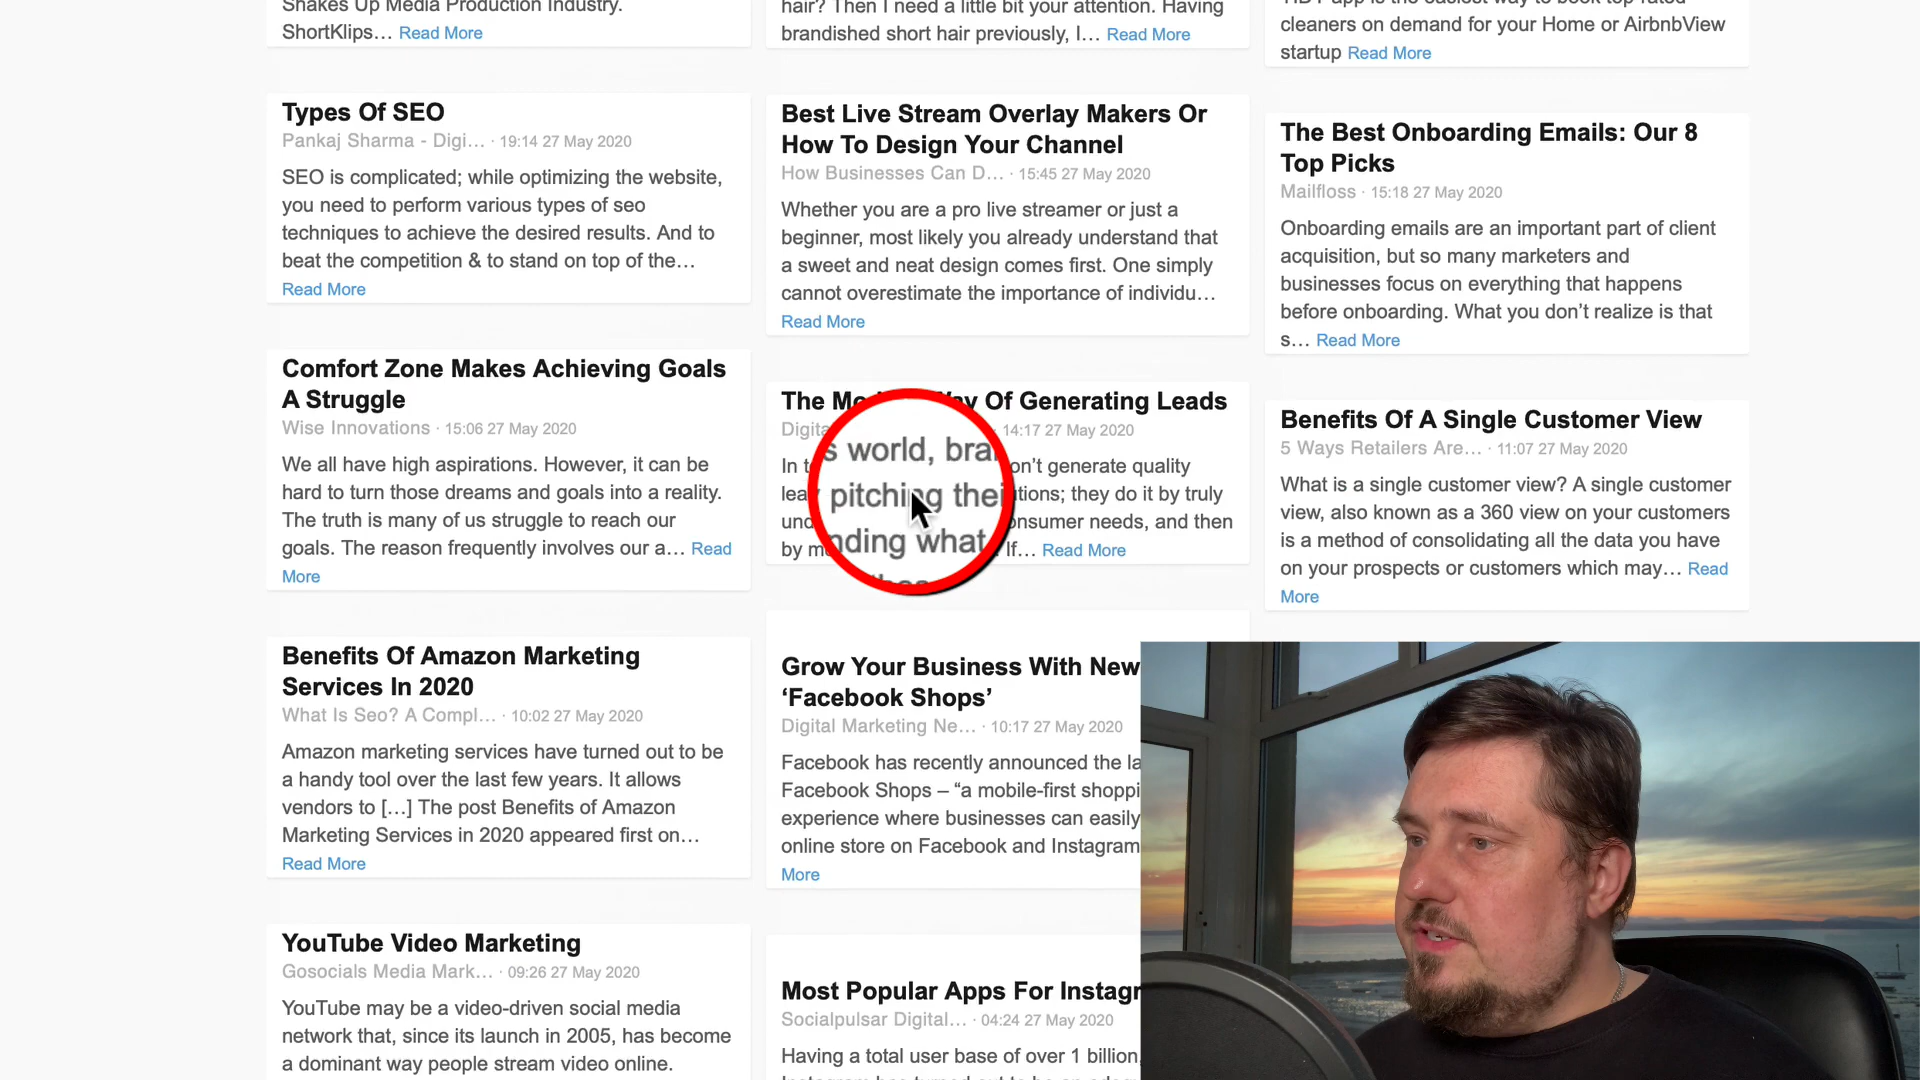 Shakes Up Media Production Industry.
ShortKlips… Read More
Types Of SEO
Pankaj Sharma - Digi… · 19:14 27 May 2020
SEO is complicated; while optimizing the website,
you need to perform various types of seo
techniques to achieve the desired results. And to
beat the competition & to stand on top of the…
Read More
Comfort Zone Makes Achieving Goals
A Struggle
Wise Innovations · 15:06 27 May 2020
We all have high aspirations. However, it can be
hard to turn those dreams and goals into a reality.
The truth is many of us struggle to reach our
goals. The reason frequently involves our a… Read
More
Benefits Of Amazon Marketing
Services In 2020
What Is Seo? A Compl… · 10:02 27 May 2020
Amazon marketing services have turned out to be
a handy tool over the last few years. It allows
vendors to […] The post Benefits of Amazon
Marketing Services in 2020 appeared first on…
Read More
YouTube Video Marketing
Gosocials Media Mark… · 09:26 27 May 2020
YouTube may be a video-driven social media
network that, since its launch in 2005, has become
a dominant way people stream video online.
hair? Then I need a little bit your attention. Having
brandished short hair previously, I… Read More
Best Live Stream Overlay Makers Or
How To Design Your Channel
How Businesses Can D… · 15:45 27 May 2020
Whether you are a pro live streamer or just a
beginner, most likely you already understand that
a sweet and neat design comes first. One simply
cannot overestimate the importance of individu…
Read More
The Of Generating Leads
14:17 27 May 2020
In on't generate quality
they do it by truly
needs, and then
by If… Read More
world,
pitching
what
Grow Your Business With New
‘Facebook Shops’
Digital Marketing Ne… · 10:17 27 May 2020
Facebook has recently announced the
Facebook Shops – “a mobile-first
experience where businesses can easily
online store on Facebook and Instagram
More
Most Popular Apps For
Socialpulsar Digital… · 04:24 27 May 2020
Having a total user base of over 1 billion,
cleaners on demand for your Home or AirbnbView
startup Read More
The Best Onboarding Emails: Our 8
Top Picks
Mailfloss · 15:18 27 May 2020
Onboarding emails are an important part of client
acquisition, but so many marketers and
businesses focus on everything that happens
before onboarding. What you don’t realize is that
s… Read More
Benefits Of A Single Customer View
5 Ways Retailers Are… · 11:07 27 May 2020
What is a single customer view? A single customer
view, also known as a 360 view on your customers
is a method of consolidating all the data you have
on your prospects or customers which may… Read
More